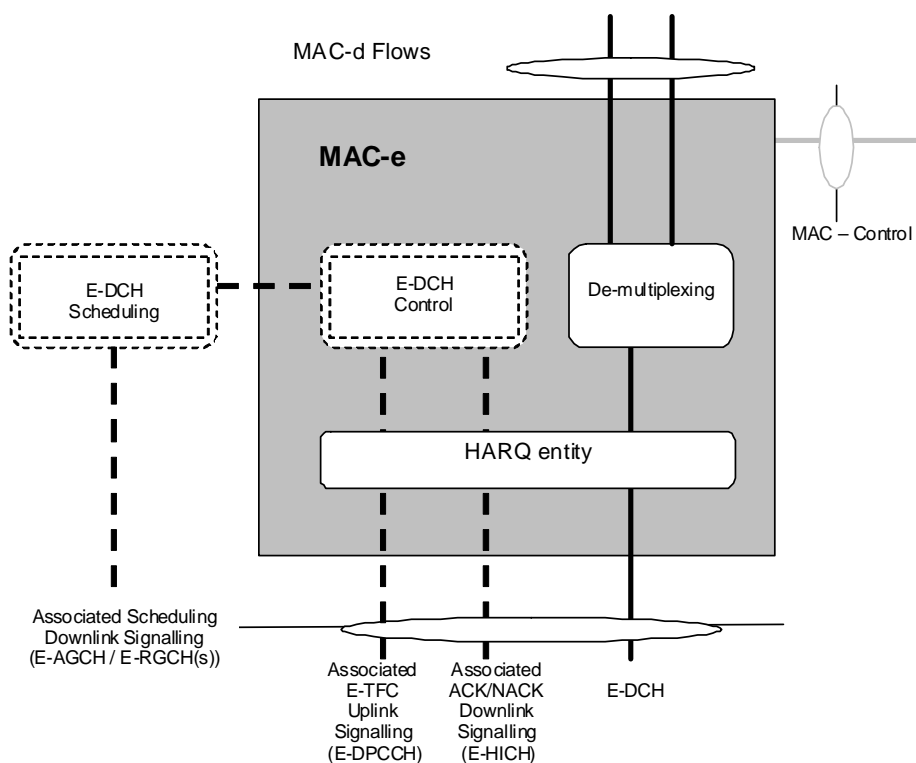 MAC-d Flows
MAC-e
MAC – Control
E-DCH
Scheduling
E-DCH
Control
De-multiplexing
HARQ entity
Associated Scheduling
Downlink Signalling
(E-AGCH / E-RGCH(s))
Associated
E-TFC
Uplink
Signalling
(E-DPCCH)
Associated
ACK/NACK
Downlink
Signalling
(E-HICH)
E-DCH